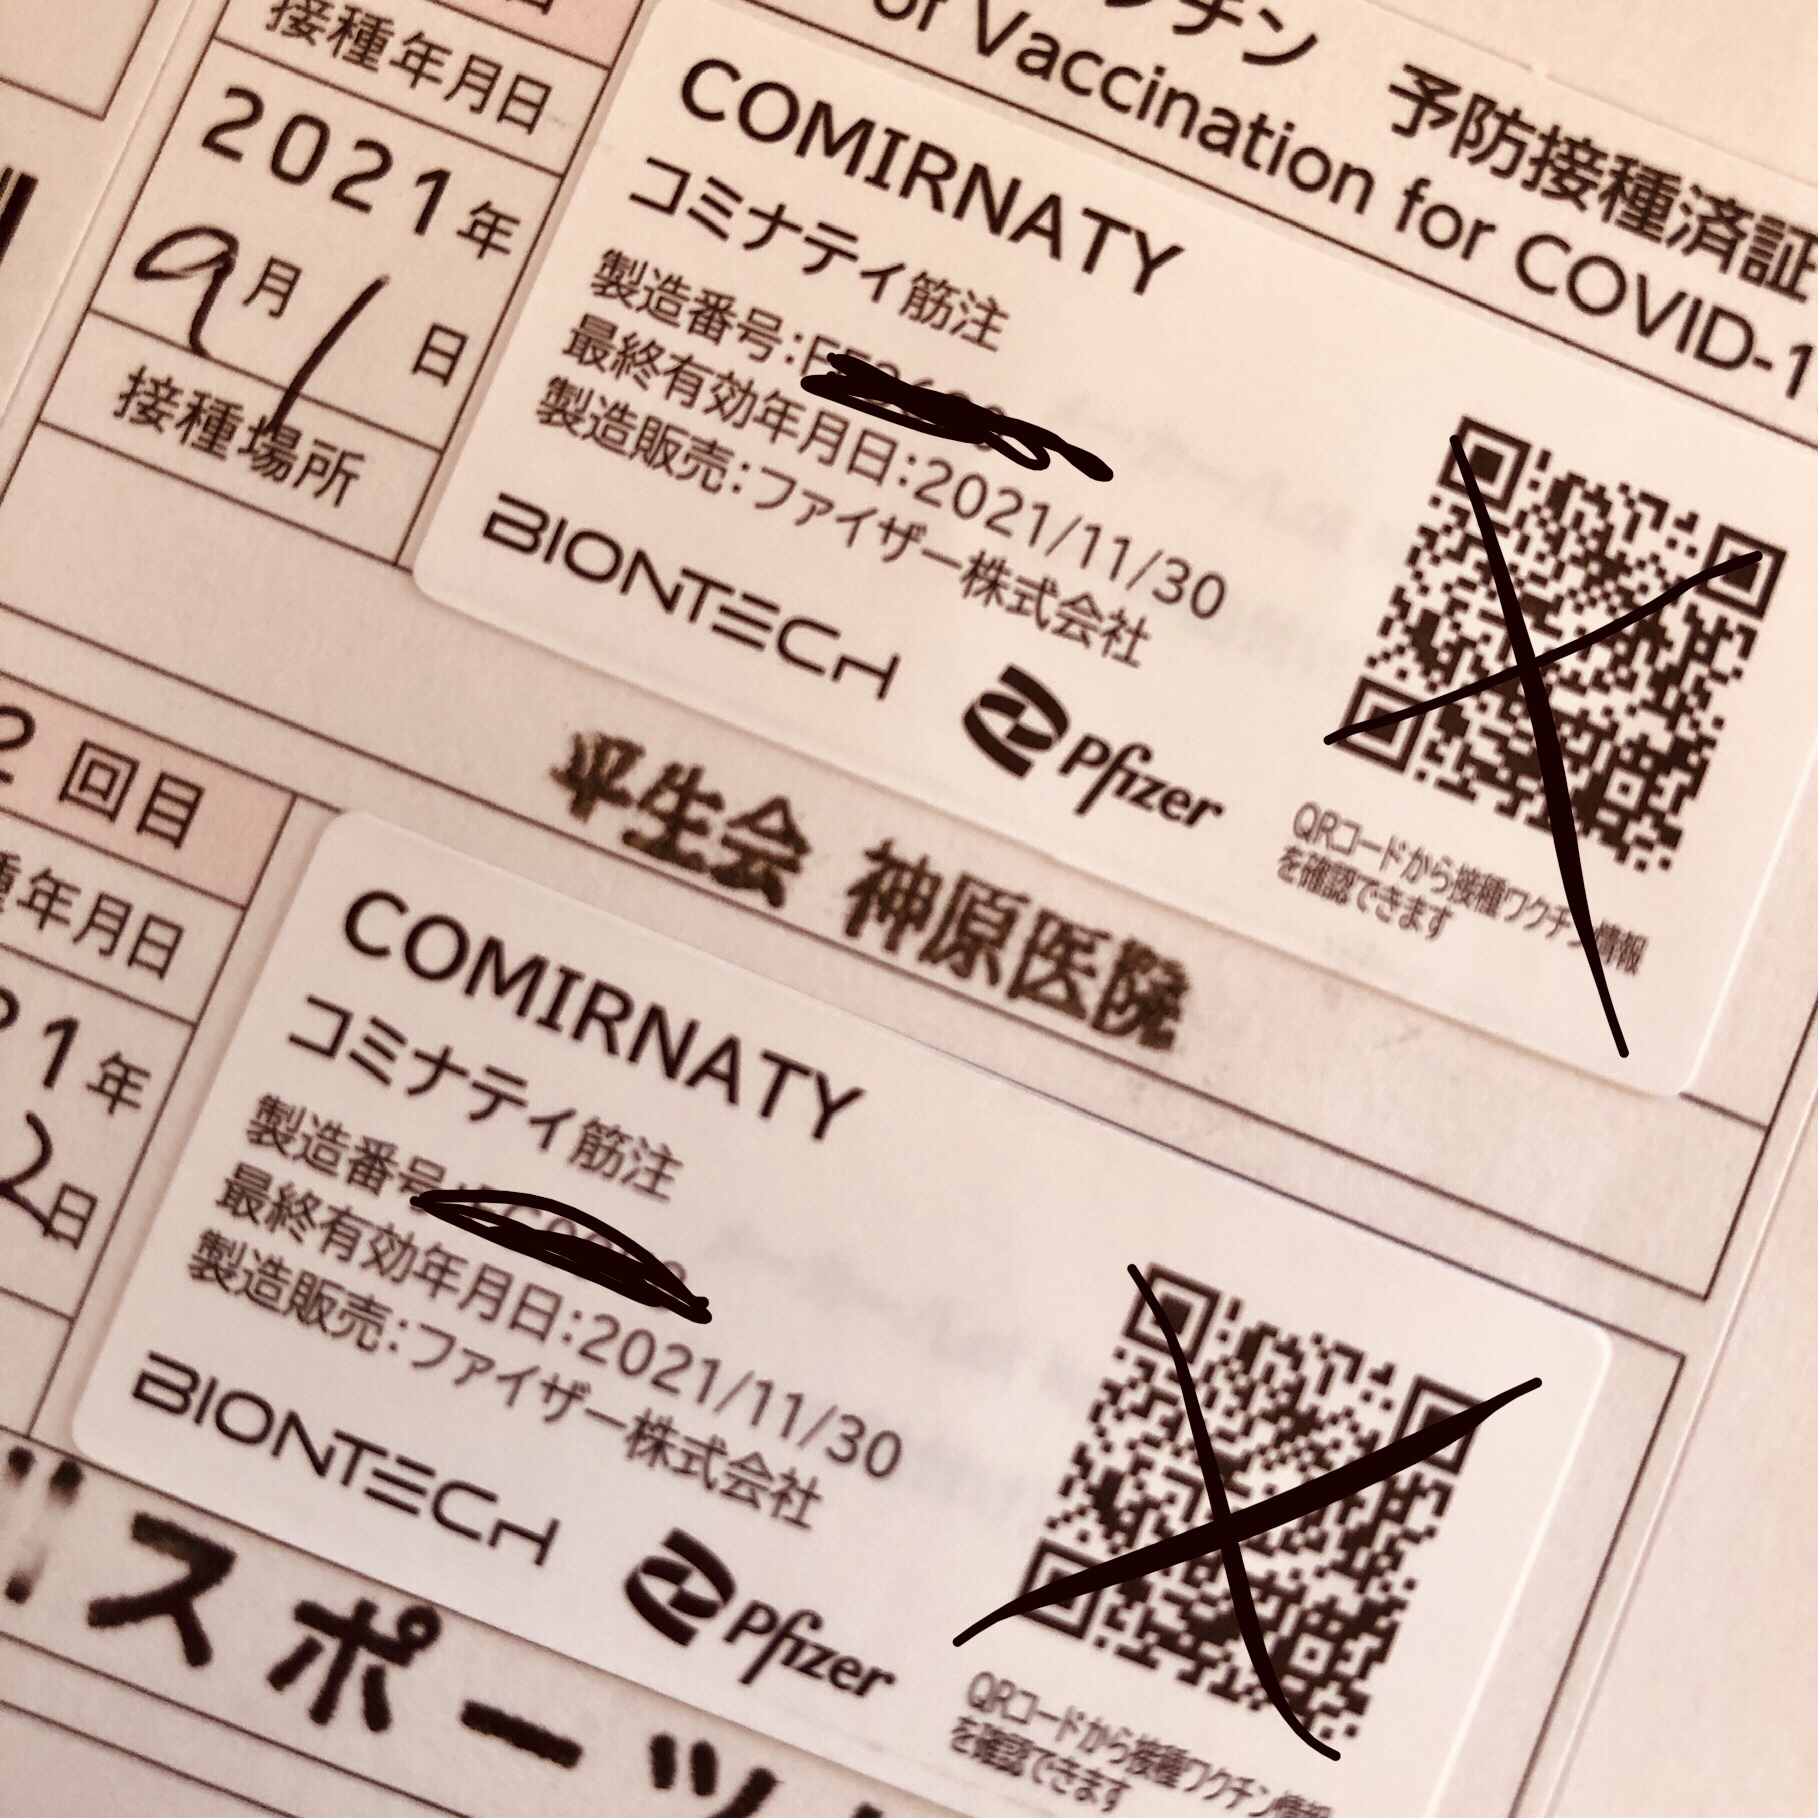 クチン 予防接種済証
of Vaccination for COVID-1
接種年月日
2021年
9月1日
接種場所
COMIRNATY
コミナティ筋注
製造番号:
最終有効年月日:2021/11/30
製造販売:ファイザー株式会社
BIONTECH
Pfizer
QRコードから接種ワクチン情報
を確認できます
平生会 神原医院
2回目
種年月日
21年
2日
COMIRNATY
コミナティ筋注
製造番号
最終有効年月日:2021/11/30
製造販売:ファイザー株式会社
BIONTECH
Pfizer
QRコードから接種ワクチン情報
を確認できます
スポーツ